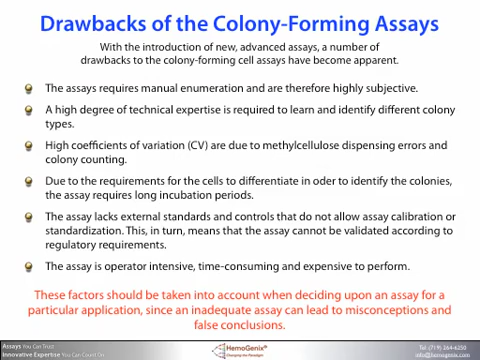 Drawbacks of the Colony-Forming Assays
With the introduction of new, advanced assays, a number of
drawbacks to the colony-forming cell assays have become apparent.
The assays requires manual enumeration and are therefore highly subjective.
A high degree of technical expertise is required to learn and identify different colony
types.
High coefficients of variation (CV) are due to methylcellulose dispensing errors and
colony counting.
Due to the requirements for the cells to differentiate in oder to identify the colonies,
the assay requires long incubation periods.
The assay lacks external standards and controls that do not allow assay calibration or
standardization. This, in turn, means that the assay cannot be validated according to
regulatory requirements.
The assay is operator intensive, time-consuming and expensive to perform.
These factors should be taken into account when deciding upon an assay for a
particular application, since an inadequate assay can lead to misconceptions and
false conclusions.
Assays You Can Trust
Innovative Expertise You Can Count On
HemoGenix®
Changing the Paradigm
Tel: (719) 264-6250
info@hemogenix.com